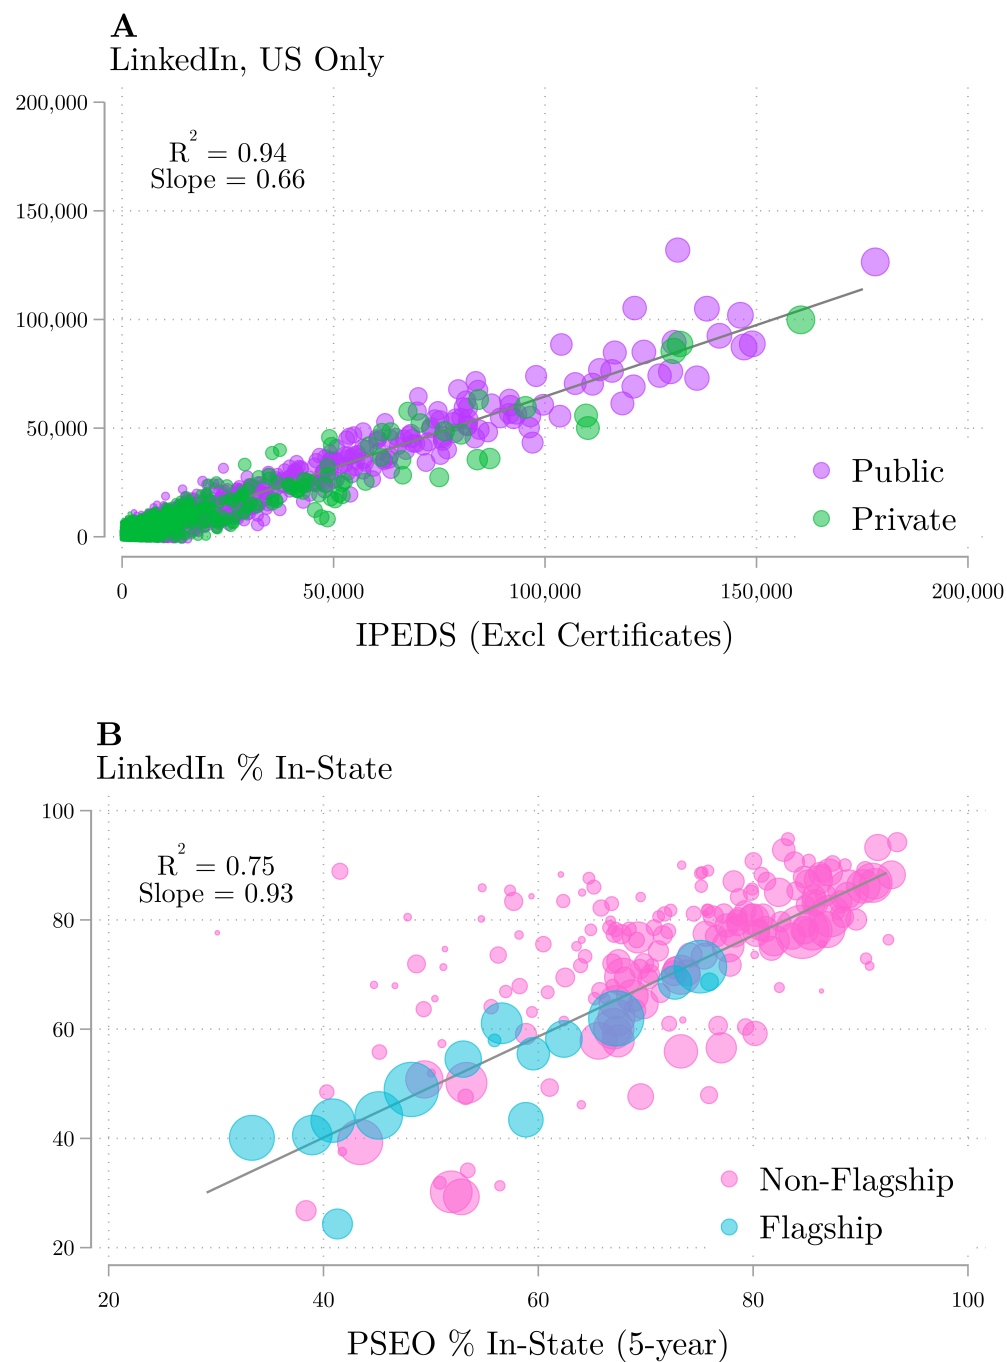 A
LinkedIn, US Only
200,000
R² = 0.94
Slope = 0.66
150,000
100,000
50,000
0
Public
Private
0 50,000 100,000 150,000 200,000
IPEDS (Excl Certificates)
B
LinkedIn % In-State
100
R² = 0.75
Slope = 0.93
80
60
40
20
Non-Flagship
Flagship
20 40 60 80 100
PSEO % In-State (5-year)